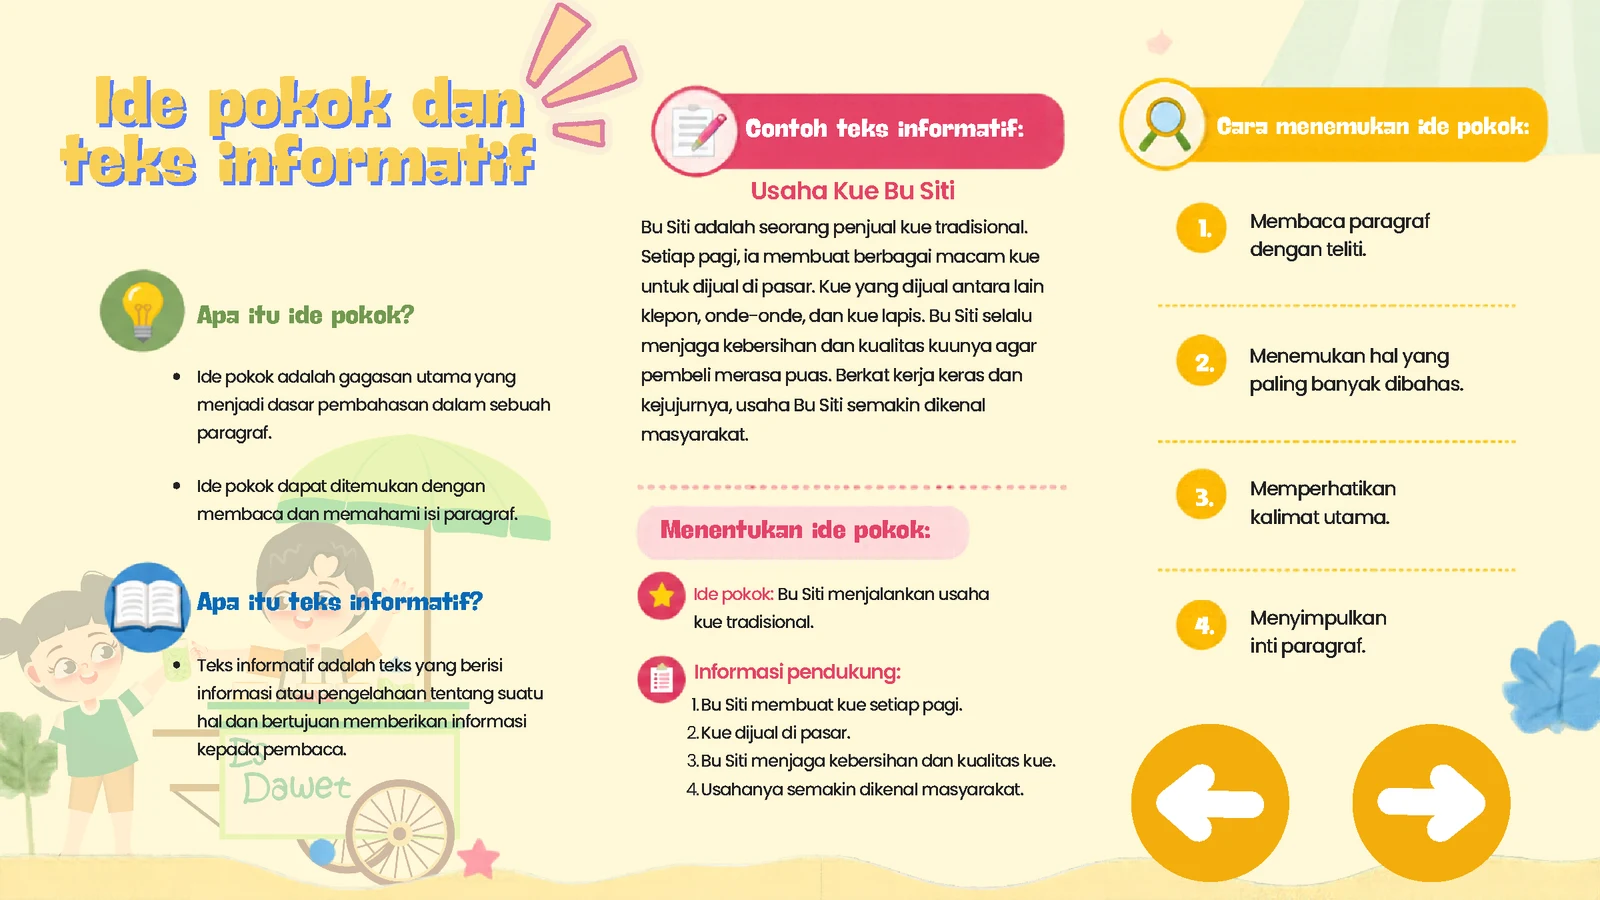 Ide pokok dan
teks informatif
Apa itu ide pokok?
• Ide pokok adalah gagasan utama yang
menjadi dasar pembahasan dalam sebuah
paragraf.
• Ide pokok dapat ditemukan dengan
membaca dan memahami isi paragraf.
Apa itu teks informatif?
• Teks informatif adalah teks yang berisi
informasi atau pengelahaan tentang suatu
hal dan bertujuan memberikan informasi
kepada pembaca.
Es
Dawet
Contoh teks informatif:
Usaha Kue Bu Siti
Bu Siti adalah seorang penjual kue tradisional.
Setiap pagi, ia membuat berbagai macam kue
untuk dijual di pasar. Kue yang dijual antara lain
klepon, onde-onde, dan kue lapis. Bu Siti selalu
menjaga kebersihan dan kualitas kuunya agar
pembeli merasa puas. Berkat kerja keras dan
kejujurnya, usaha Bu Siti semakin dikenal
masyarakat.
Menentukan ide pokok:
Ide pokok: Bu Siti menjalankan usaha
kue tradisional.
Informasi pendukung:
1. Bu Siti membuat kue setiap pagi.
2. Kue dijual di pasar.
3. Bu Siti menjaga kebersihan dan kualitas kue.
4. Usahanya semakin dikenal masyarakat.
Cara menemukan ide pokok:
1. Membaca paragraf
dengan teliti.
2. Menemukan hal yang
paling banyak dibahas.
3. Memperhatikan
kalimat utama.
4. Menyimpulkan
inti paragraf.